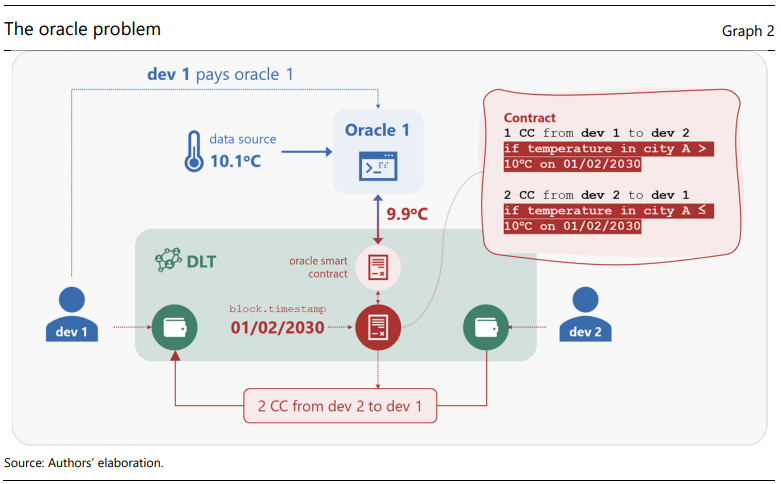 The oracle problem
Graph 2
dev 1 pays oracle 1
Oracle 1
data source
10.1ºC
9.9ºC
Contract
1 CC from dev 1 to dev 2
if temperature in city A >
10ºC on 01/02/2030
2 CC from dev 2 to dev 1
if temperature in city A ≤
10ºC on 01/02/2030
DLT
oracle smart
contract
block.timestamp
01/02/2030
dev 1
dev 2
2 CC from dev 2 to dev 1
Source: Authors’ elaboration.